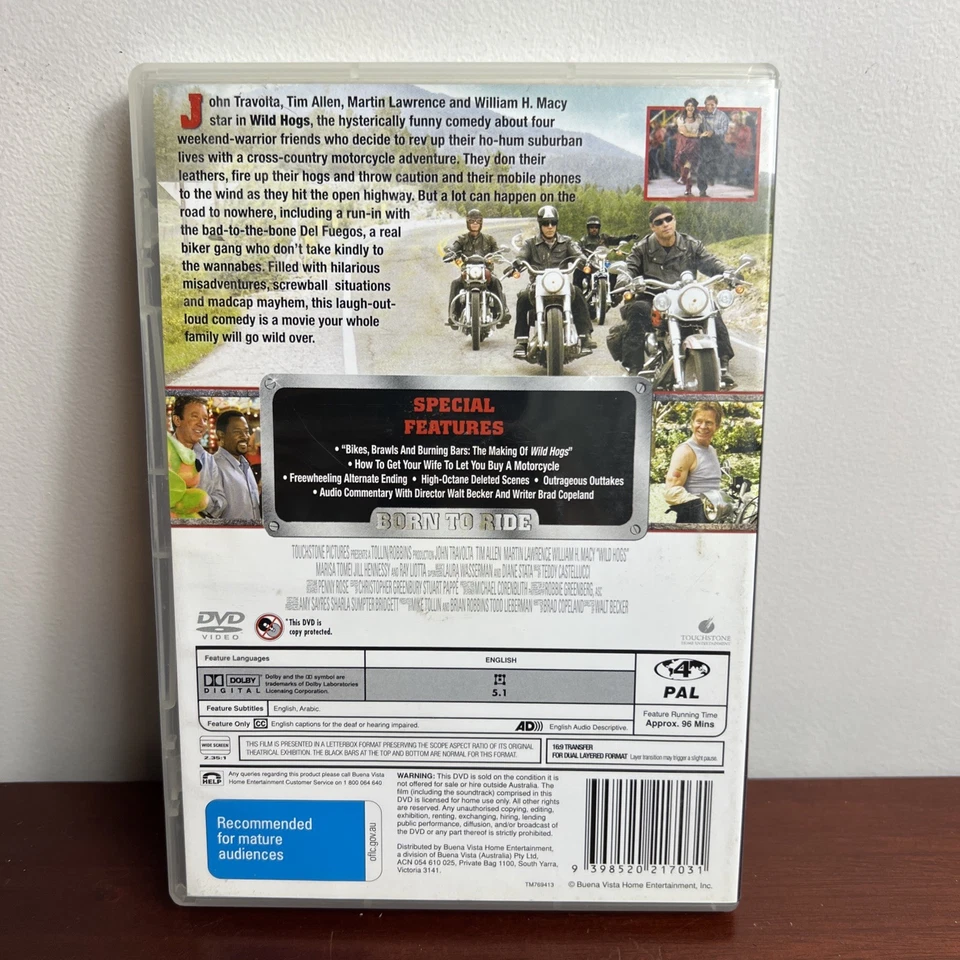 John Travolta, Tim Allen, Martin Lawrence and William H. Macy
star in Wild Hogs, the hysterically funny comedy about four
weekend-warrior friends who decide to rev up their ho-hum suburban
lives with a cross-country motorcycle adventure. They don their
leathers, fire up their hogs and throw caution and their mobile phones
to the wind as they hit the open highway. But a lot can happen on the
road to nowhere, including a run-in with
the bad-to-the-bone Del Fuegos, a real
biker gang who don't take kindly to
the wannabes. Filled with hilarious
misadventures, screwball situations
and madcap mayhem, this laugh-out-
loud comedy is a movie your whole
family will go wild over.
SPECIAL
FEATURES
• "Bikes, Brawls And Burning Bars: The Making Of Wild Hogs"
• How To Get Your Wife To Let You Buy A Motorcycle
• Freewheeling Alternate Ending • High-Octane Deleted Scenes • Outrageous Outtakes
• Audio Commentary With Director Walt Becker And Writer Brad Copeland
BORN TO RIDE
TOUCHSTONE PICTURES PRESENTS A TOLLIN/ROBBINS PRODUCTION JOHN TRAVOLTA TIM ALLEN MARTIN LAWRENCE WILLIAM H. MACY "WILD HOGS"
MARISA TOMEI JILL HENNESSY AND RAY LIOTTA LAURA WASSERMAN AND DIANE STATA TEDDY CASTELLUCCI
PENNY ROSE CHRISTOPHER GREENBURY STUART PAPPÉ MICHAEL CORENBLITH ROBBIE GREENBERG, ASC
AMY SAYRES SHARLA SUMPTER BRIDGETT MIKE TOLLIN AND BRIAN ROBBINS TODD LIEBERMAN BRAD COPELAND WALT BECKER
DVD
VIDEO
"This DVD is
copy protected.
TOUCHSTONE
HOME ENTERTAINMENT
Feature Languages
ENGLISH
DOLBY
DIGITAL
Dolby and the DD symbol are
trademarks of Dolby Laboratories
Licensing Corporation.
5.1
4
PAL
Feature Subtitles
English, Arabic.
Feature Running Time
Approx. 96 Mins
Feature Only CC English captions for the deaf or hearing impaired.
AD))) English Audio Descriptive.
WIDE SCREEN
2.35:1
THIS FILM IS PRESENTED IN A LETTERBOX FORMAT PRESERVING THE SCOPE ASPECT RATIO OF ITS ORIGINAL
THEATRICAL EXHIBITION. THE BLACK BARS AT THE TOP AND BOTTOM ARE NORMAL FOR THIS FORMAT.
16:9 TRANSFER
FOR DUAL LAYERED FORMAT Layer transition may trigger a slight pause.
HELP
Any queries regarding this product please call Buena Vista
Home Entertainment Customer Service on 1 800 064 640
WARNING: This DVD is sold on the condition it is
not offered for sale or hire outside Australia. The
film (including the soundtrack) comprised in this
DVD is licensed for home use only. All other rights
are reserved. Any unauthorised copying, editing,
exhibition, renting, exchanging, hiring, lending
public performance, diffusion, and/or broadcast of
the DVD or any part thereof is strictly prohibited.
Distributed by Buena Vista Home Entertainment,
a division of Buena Vista (Australia) Pty Ltd,
ACN 054 610 025, Private Bag 1100, South Yarra,
Victoria 3141.
Recommended
for mature
audiences
oflc.gov.au
9 398520 217031
TM769413
© Buena Vista Home Entertainment, Inc.